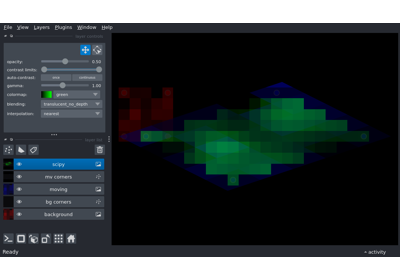 File View Layers Plugins Window Help
opacity: 0.50
contrast limits:
auto-contrast: once continuous
gamma: 1.00
colormap: green
blending: translucent_no_depth
interpolation: nearest
scipy
mv corners
moving
bg corners
background
Ready activity